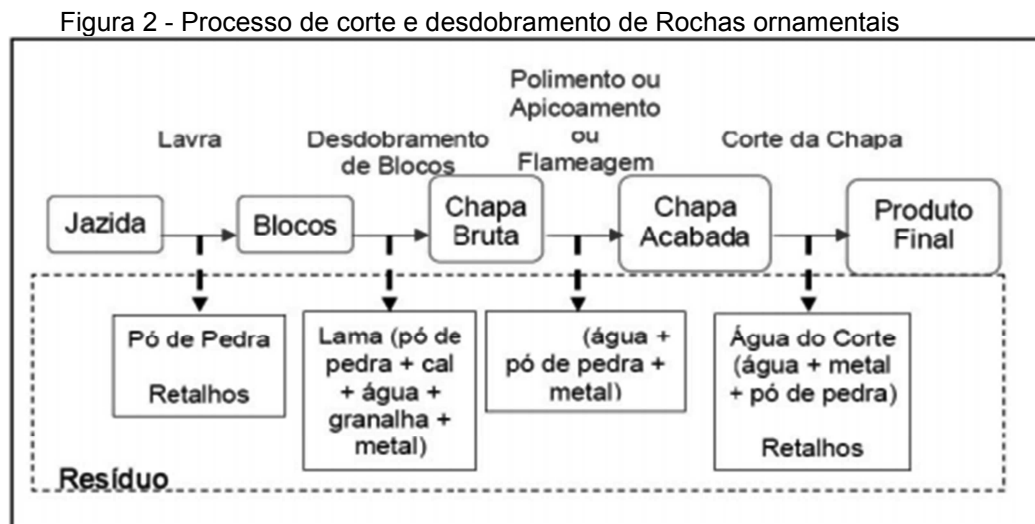 Figura 2 - Processo de corte e desdobramento de Rochas ornamentais
Lavra
Desdobramento
de Blocos
Polimento ou
Apicoamento
ou
Flameagem
Corte da Chapa
Jazida
Blocos
Chapa
Bruta
Chapa
Acabada
Produto
Final
Pó de Pedra
Retalhos
Lama (pó de
pedra + cal
+ água +
granalha +
metal)
(água +
pó de pedra +
metal)
Água do Corte
(água + metal
+ pó de pedra)
Retalhos
Resíduo